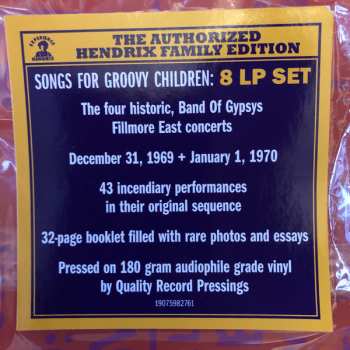 THE AUTHORIZED
HENDRIX FAMILY EDITION
SONGS FOR GROOVY CHILDREN: 8 LP SET
The four historic, Band Of Gypsys
Fillmore East concerts
December 31, 1969 + January 1, 1970
43 incendiary performances
in their original sequence
32-page booklet filled with rare photos and essays
Pressed on 180 gram audiophile grade vinyl
by Quality Record Pressings
19075982761